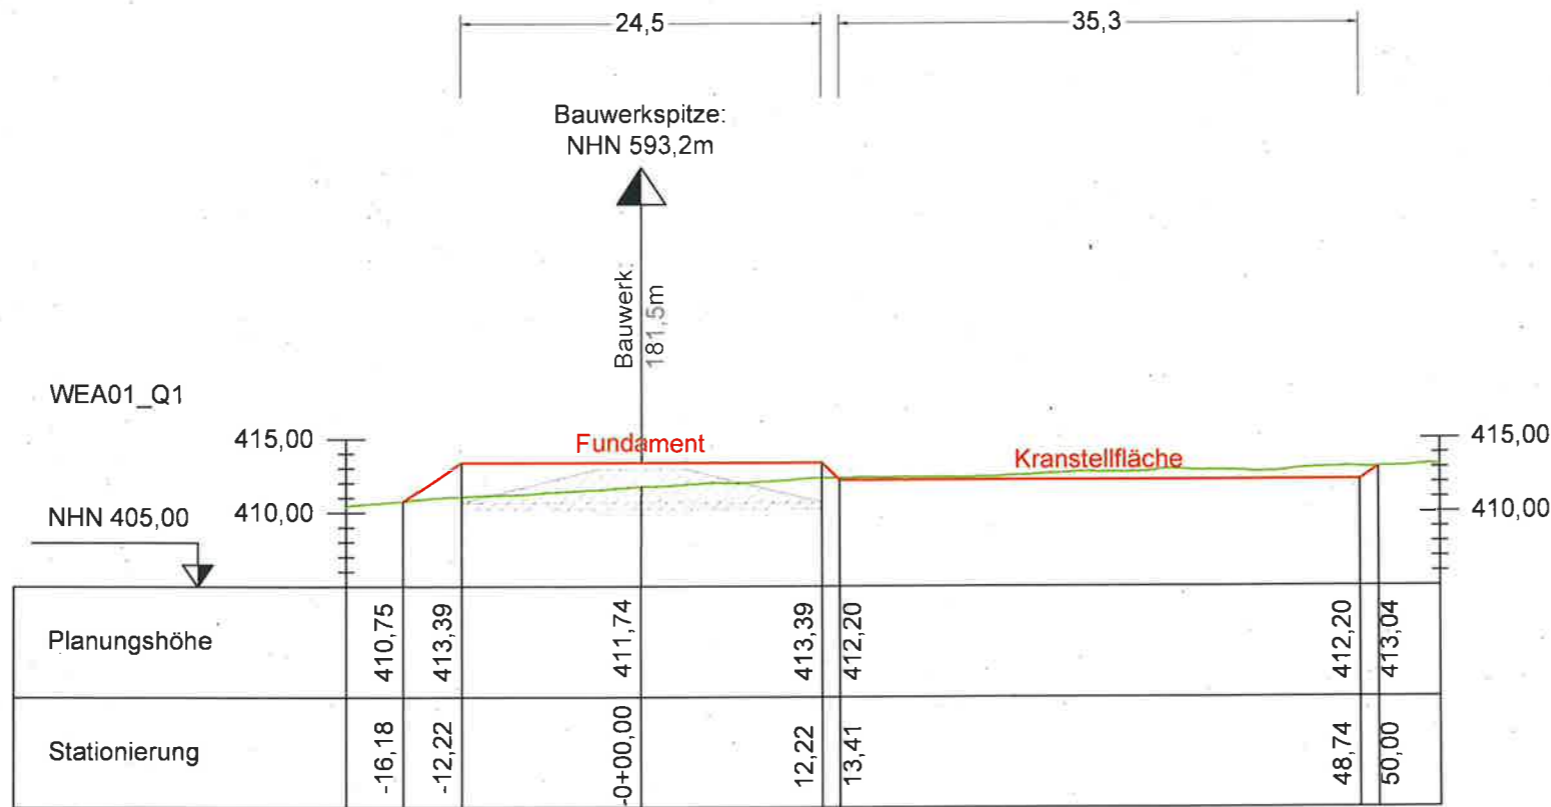 24,5
35,3
Bauwerkspitze:
NHN 593,2m
Bauwerk:
181,5m
WEA01_Q1
415,00
Fundament
Kranstellfläche
415,00
NHN 405,00
410,00
410,00
Planungshöhe
410,75
413,39
411,74
413,39
412,20
412,20
413,04
Stationierung
-16,18
-12,22
-0+00,00
12,22
13,41
48,74
50,00